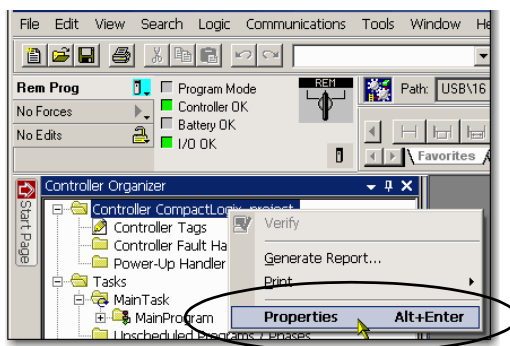 File Edit View Search Logic Communications Tools Window He
Rem Prog
Program Mode
REM
Path: USB\16
No Forces
Controller OK
Battery OK
No Edits
I/O OK
Favorites
Controller Organizer
Start Page
Controller CompactLogix_project
Verify
Controller Tags
Controller Fault Ha
Generate Report...
Power-Up Handler
Print
Tasks
MainTask
Properties Alt+Enter
MainProgram
Unscheduled Programs / Phases